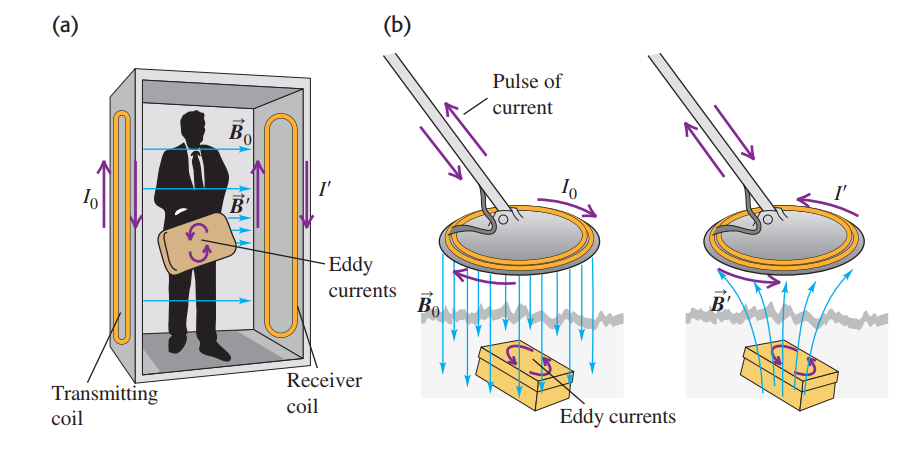 (a)
B⃗₀
I₀
B⃗′
I′
Eddy
currents
Transmitting
coil
Receiver
coil
(b)
Pulse of
current
I₀
B⃗₀
I′
B⃗′
Eddy currents